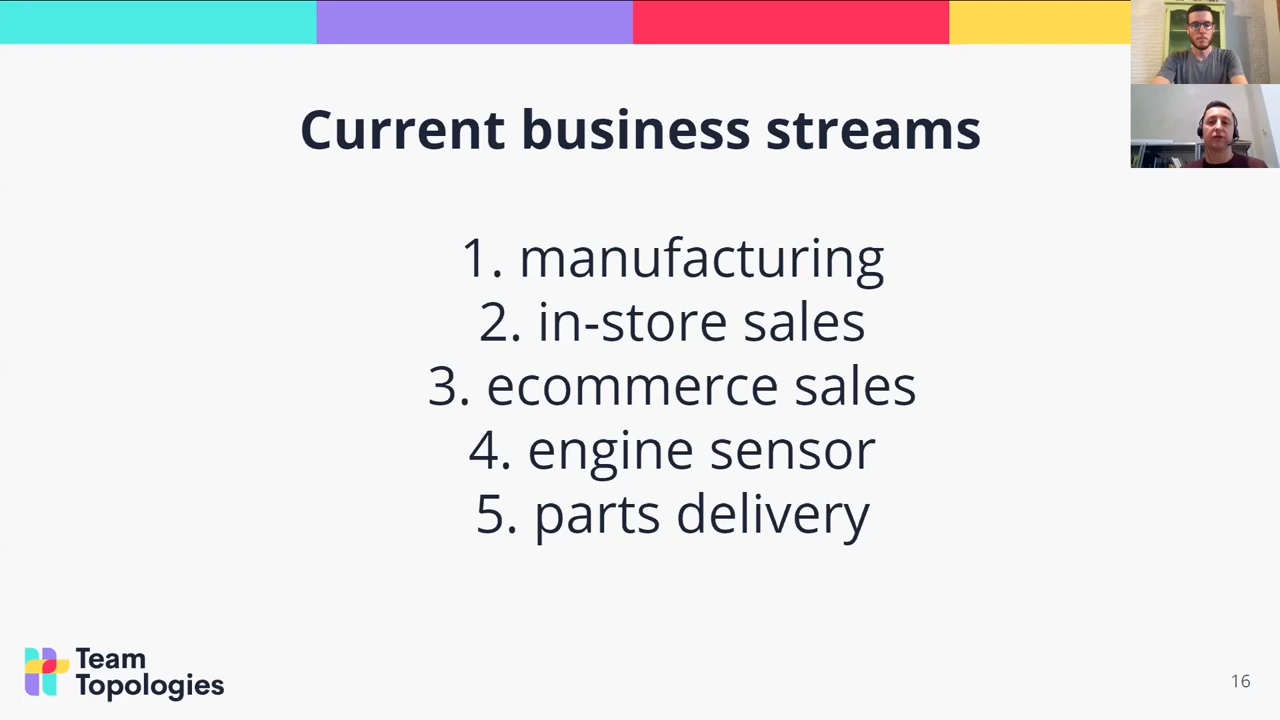 Current business streams
1. manufacturing
2. in-store sales
3. ecommerce sales
4. engine sensor
5. parts delivery
Team
Topologies
16